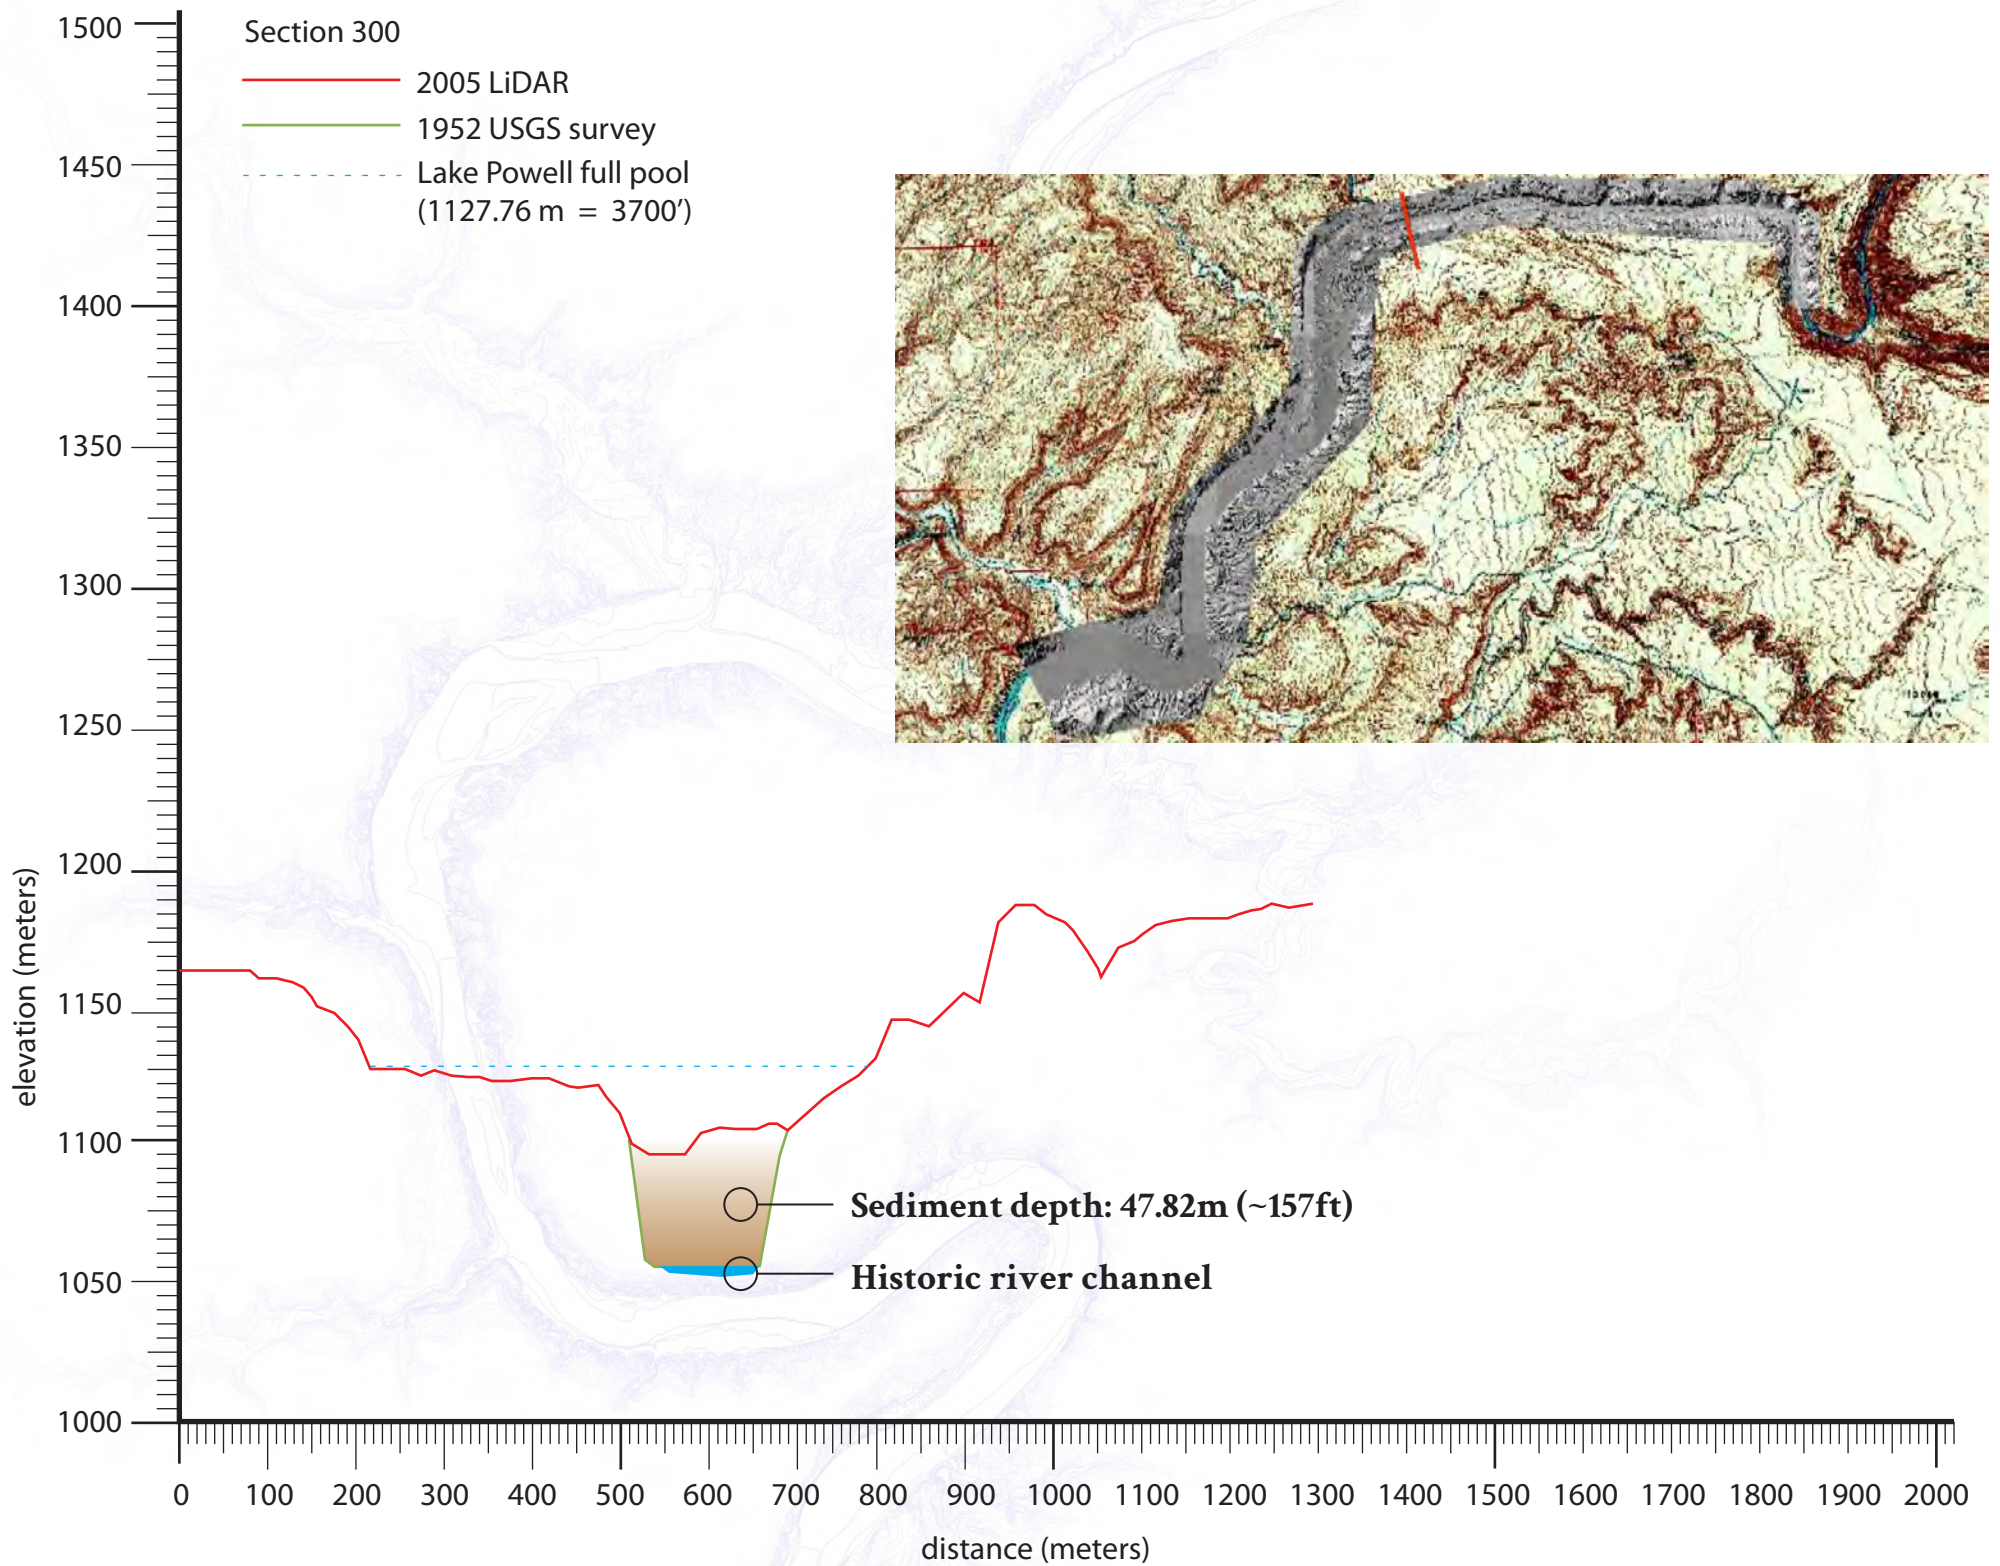 Section 300
2005 LiDAR
1952 USGS survey
Lake Powell full pool
(1127.76 m = 3700')
1500
1450
1400
1350
1300
1250
1200
1150
1100
1050
1000
elevation (meters)
Sediment depth: 47.82m (~157ft)
Historic river channel
0 100 200 300 400 500 600 700 800 900 1000 1100 1200 1300 1400 1500 1600 1700 1800 1900 2000
distance (meters)